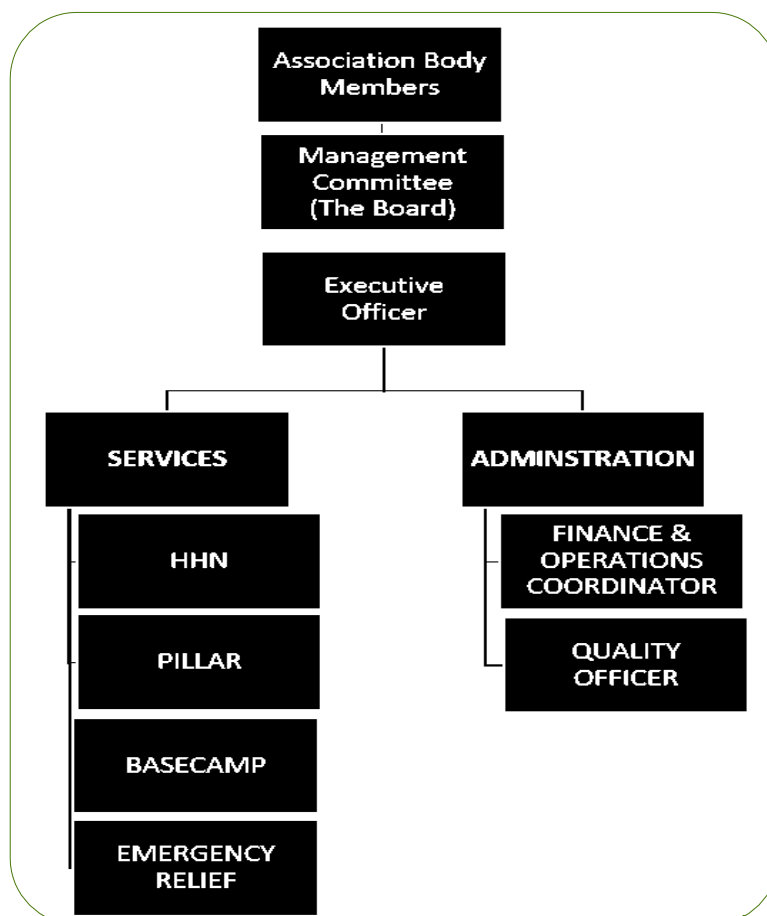 Association Body
Members
Management
Committee
(The Board)
Executive
Officer
SERVICES
HHN
PILLAR
BASECAMP
EMERGENCY
RELIEF
ADMINSTRATION
FINANCE &
OPERATIONS
COORDINATOR
QUALITY
OFFICER